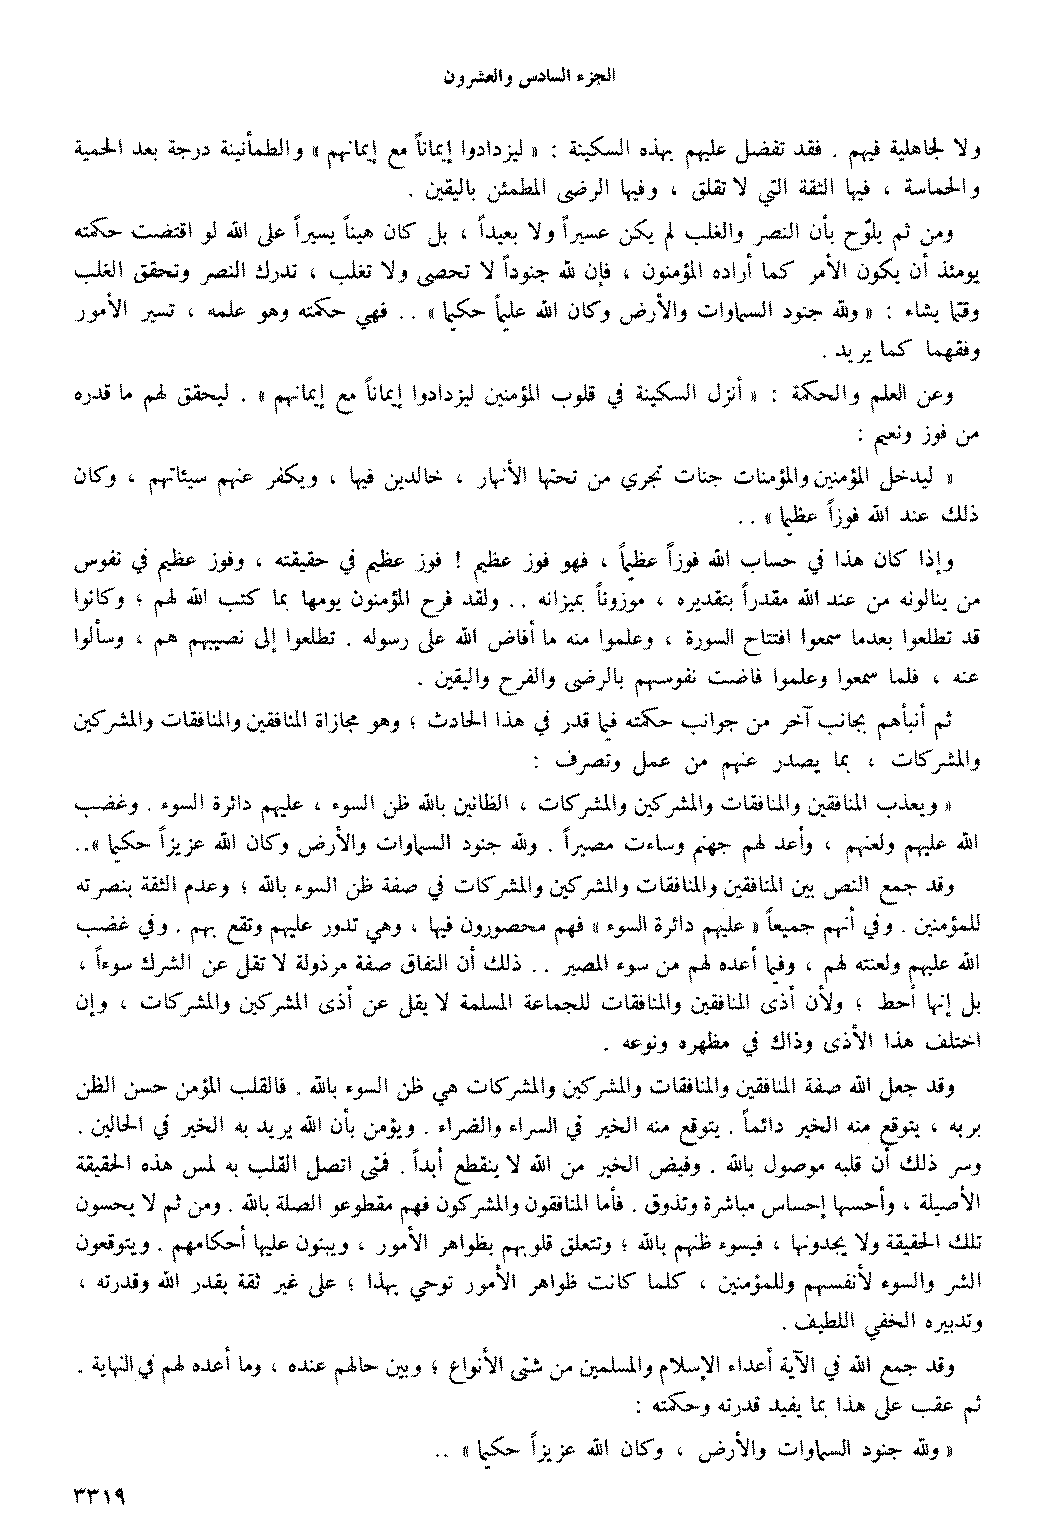 الجزء السادس والعشرون
ولا لجاهلية فيهم . فقد تفضل عليهم بهذه السكينة : « ليزدادوا إيماناً مع إيمانهم » والطمأنينة درجة بعد الحمية
والحماسة ، فيها الثقة التي لا تقلق ، وفيها الرضى المطمئن باليقين .
ومن ثم يلوّح بأن النصر والغلب لم يكن عسيراً ولا بعيداً ، بل كان هيناً يسيراً على الله لو اقتضت حكمته
يومئذ أن يكون الأمر كما أراده المؤمنون ، فإن لله جنوداً لا تحصى ولا تغلب ، تدرك النصر وتحقق الغلب
وقتما يشاء : « ولله جنود السماوات والأرض وكان الله عليماً حكيما » .. فهي حكمته وهو علمه ، تسير الأمور
وفقهما كما يريد .
وعن العلم والحكمة : « أنزل السكينة في قلوب المؤمنين ليزدادوا إيماناً مع إيمانهم » . ليحقق لهم ما قدره
من فوز ونعيم :
« ليدخل المؤمنين والمؤمنات جنات تجري من تحتها الأنهار ، خالدين فيها ، ويكفر عنهم سيئاتهم ، وكان
ذلك عند الله فوزاً عظيما » ..
وإذا كان هذا في حساب الله فوزاً عظيماً ، فهو فوز عظيم ! فوز عظيم في حقيقته ، وفوز عظيم في نفوس
من ينالونه من عند الله مقدراً بتقديره ، موزوناً بميزانه .. ولقد فرح المؤمنون يومها بما كتب الله لهم ؛ وكانوا
قد تطلعوا بعدما سمعوا افتتاح السورة ، وعلموا منه ما أفاض الله على رسوله . تطلعوا إلى نصيبهم هم ، وسألوا
عنه ، فلما سمعوا وعلموا فاضت نفوسهم بالرضى والفرح واليقين .
ثم أنبأهم بجانب آخر من جوانب حكمته فيما قدر في هذا الحادث ؛ وهو مجازاة المنافقين والمنافقات والمشركين
والمشركات ، بما يصدر عنهم من عمل وتصرف :
« ويعذب المنافقين والمنافقات والمشركين والمشركات ، الظانين بالله ظن السوء ، عليهم دائرة السوء . وغضب
الله عليهم ولعنهم ، وأعد لهم جهنم وساءت مصيراً . ولله جنود السماوات والأرض وكان الله عزيزاً حكيما »..
وقد جمع النص بين المنافقين والمنافقات والمشركين والمشركات في صفة ظن السوء بالله ؛ وعدم الثقة بنصرته
للمؤمنين . وفي أنهم جميعاً « عليهم دائرة السوء » فهم محصورون فيها ، وهي تدور عليهم وتقع بهم . وفي غضب
الله عليهم ولعنته لهم ، وفيما أعده لهم من سوء المصير .. ذلك أن النفاق صفة مرذولة لا تقل عن الشرك سوءاً ،
بل إنها أحط ؛ ولأن أذى المنافقين والمنافقات للجماعة المسلمة لا يقل عن أذى المشركين والمشركات ، وإن
اختلف هذا الأذى وذاك في مظهره ونوعه .
وقد جعل الله صفة المنافقين والمنافقات والمشركين والمشركات هي ظن السوء بالله . فالقلب المؤمن حسن الظن
بربه ، يتوقع منه الخير دائماً . يتوقع منه الخير في السراء والضراء . ويؤمن بأن الله يريد به الخير في الحالين .
وسر ذلك أن قلبه موصول بالله . وفيض الخير من الله لا ينقطع أبداً . فمتى اتصل القلب به لمس هذه الحقيقة
الأصيلة ، وأحسها إحساس مباشرة وتذوق . فأما المنافقون والمشركون فهم مقطوعو الصلة بالله . ومن ثم لا يحسون
تلك الحقيقة ولا يجدونها ، فيسوء ظنهم بالله ؛ وتتعلق قلوبهم بظواهر الأمور ، ويبنون عليها أحكامهم . ويتوقعون
الشر والسوء لأنفسهم وللمؤمنين ، كلما كانت ظواهر الأمور توحي بهذا ؛ على غير ثقة بقدر الله وقدرته ،
وتدبيره الخفي اللطيف .
وقد جمع الله في الآية أعداء الإسلام والمسلمين من شتى الأنواع ؛ وبين حالهم عنده ، وما أعده لهم في النهاية .
ثم عقب على هذا بما يفيد قدرته وحكمته :
« ولله جنود السماوات والأرض ، وكان الله عزيزاً حكيما » ..
٣٣١٩